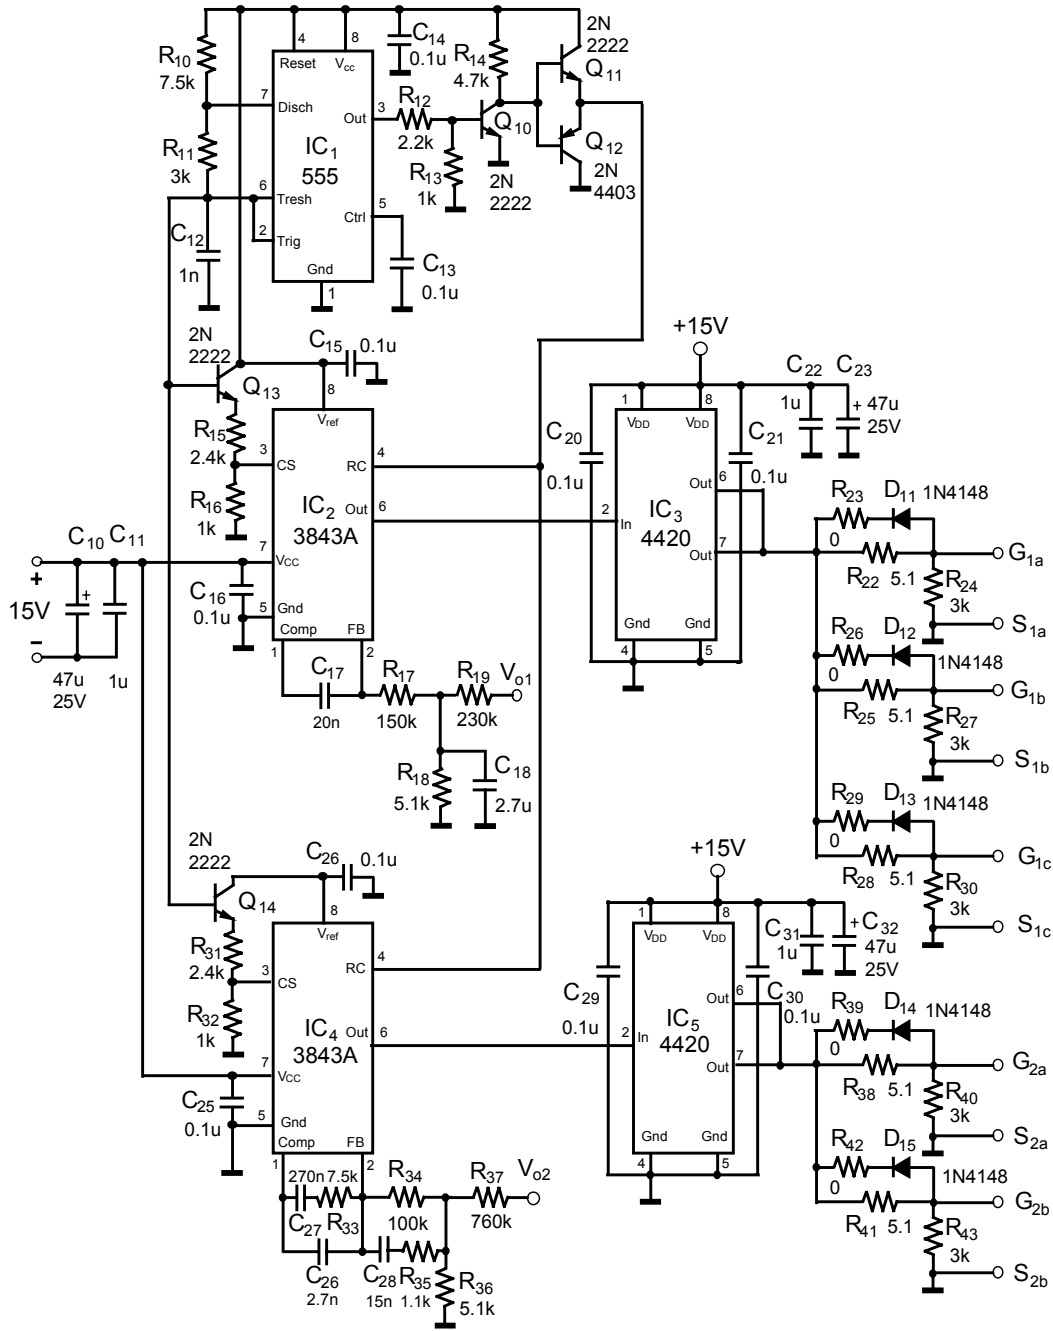 R10
7.5k
R11
3k
C12
1n
4
8
Reset
Vcc
7
Disch
Out
3
IC1
555
6
Tresh
5
Ctrl
2
Trig
Gnd
1
C13
0.1u
C14
0.1u
R12
2.2k
R13
1k
R14
4.7k
Q10
2N
2222
2N
2222
Q11
Q12
2N
4403
2N
2222
Q13
C15
0.1u
8
Vref
R15
2.4k
3
CS
4
RC
R16
1k
IC2
3843A
Out
6
7
Vcc
C10
C11
+
15V
−
+
47u
25V
1u
C16
0.1u
5
Gnd
Comp
FB
1
2
C17
20n
R17
150k
R19
230k
Vo1
R18
5.1k
C18
2.7u
+15V
1
8
VDD
VDD
C20
0.1u
C21
0.1u
C22
1u
C23
+
47u
25V
IC3
4420
2
In
Out
6
Out
7
Gnd
Gnd
4
5
R23
0
D11
1N4148
R22
5.1
R24
3k
G1a
S1a
R26
0
D12
1N4148
R25
5.1
R27
3k
G1b
S1b
R29
0
D13
1N4148
R28
5.1
R30
3k
G1c
S1c
2N
2222
Q14
C26
0.1u
8
Vref
R31
2.4k
3
CS
4
RC
R32
1k
IC4
3843A
Out
6
7
Vcc
C25
0.1u
5
Gnd
Comp
FB
1
2
270n
7.5k
C27
R33
C26
2.7n
C28
15n
R34
100k
R35
1.1k
R36
5.1k
R37
760k
Vo2
+15V
1
8
VDD
VDD
C29
0.1u
C30
0.1u
C31
1u
+
C32
47u
25V
IC5
4420
2
In
Out
6
Out
7
Gnd
Gnd
4
5
R39
0
D14
1N4148
R38
5.1
R40
3k
G2a
S2a
R42
0
D15
1N4148
R41
5.1
R43
3k
G2b
S2b